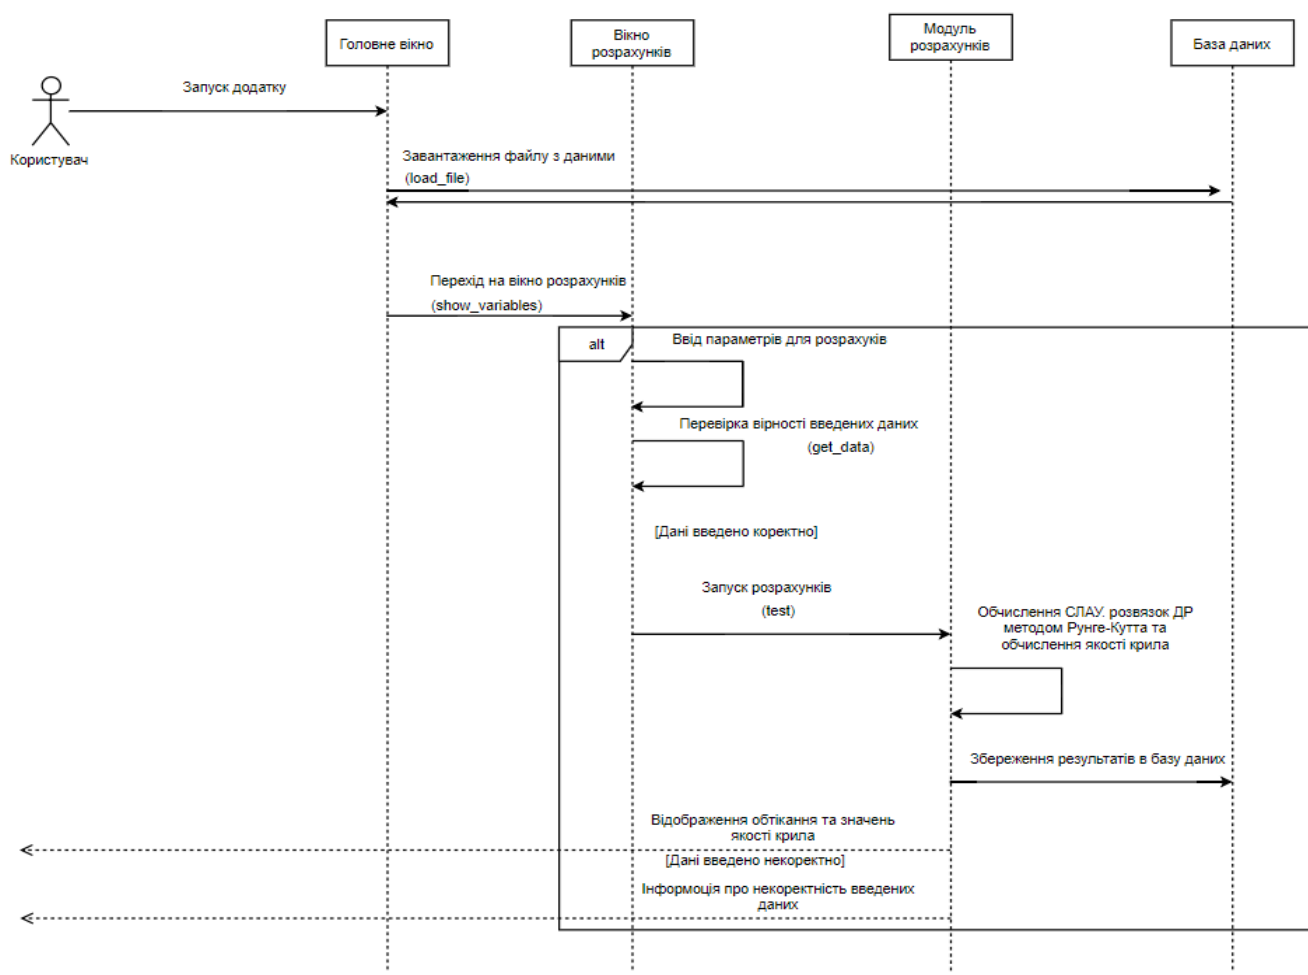 Головне вікно
Вікно
розрахунків
Модуль
розрахунків
База даних
Запуск додатку
Користувач
Завантаження файлу з даними
(load_file)
Перехід на вікно розрахунків
(show_variables)
alt
Ввід параметрів для розрахуків
Перевірка вірності введених даних
(get_data)
[Дані введено коректно]
Запуск розрахунків
(test)
Обчислення СЛАУ. розвязок ДР
методом Рунге-Кутта та
обчислення якості крила
Збереження результатів в базу даних
Відображення обтікання та значень
якості крила
[Дані введено некоректно]
Інформоція про некоректність введених
даних